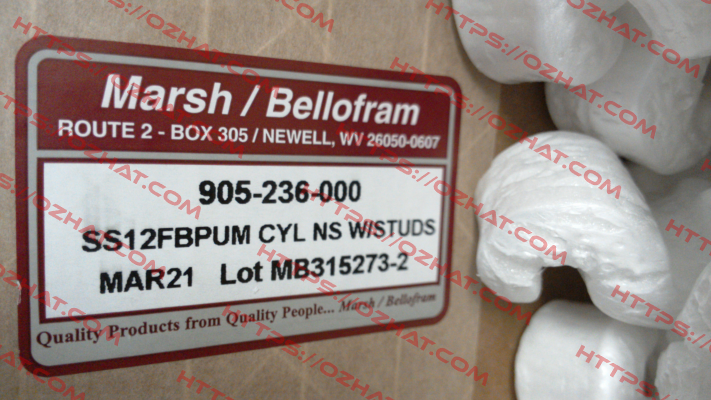 Marsh / Bellofram
ROUTE 2 - BOX 305 / NEWELL, WV 26050-0607
905-236-000
SS12FBPUM CYL NS W/STUDS
MAR21 Lot MB315273-2
Quality Products from Quality People... Marsh / Bellofram
HTTPS://OZHAT.COM